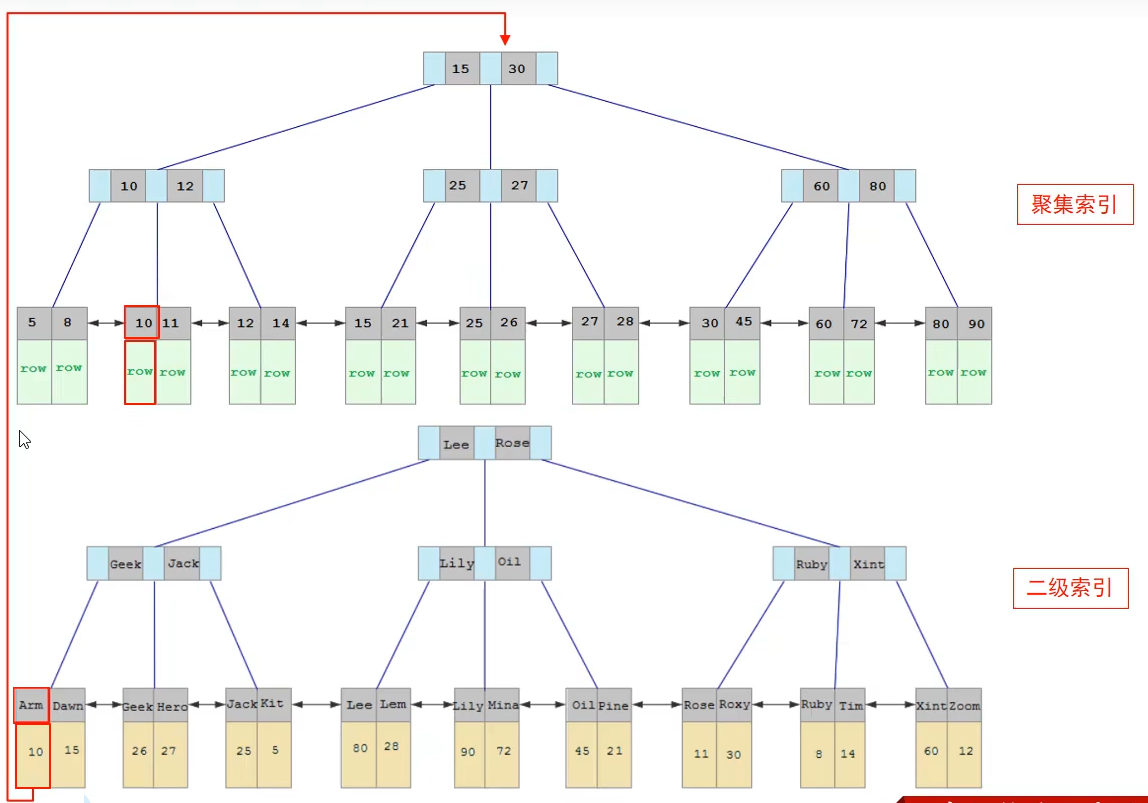 15 30
10 12
25 27
60 80
聚集索引
5 8 10 11 12 14 15 21 25 26 27 28 30 45 60 72 80 90
row row row row row row row row row row row row row row row row row row
Lee Rose
Geek Jack
Lily Oil
Ruby Xint
二级索引
Arm Dawn Geek Hero Jack Kit Lee Lem Lily Mina Oil Pine Rose Roxy Ruby Tim Xint Zoom
10 15 26 27 25 5 80 28 90 72 45 21 11 30 8 14 60 12